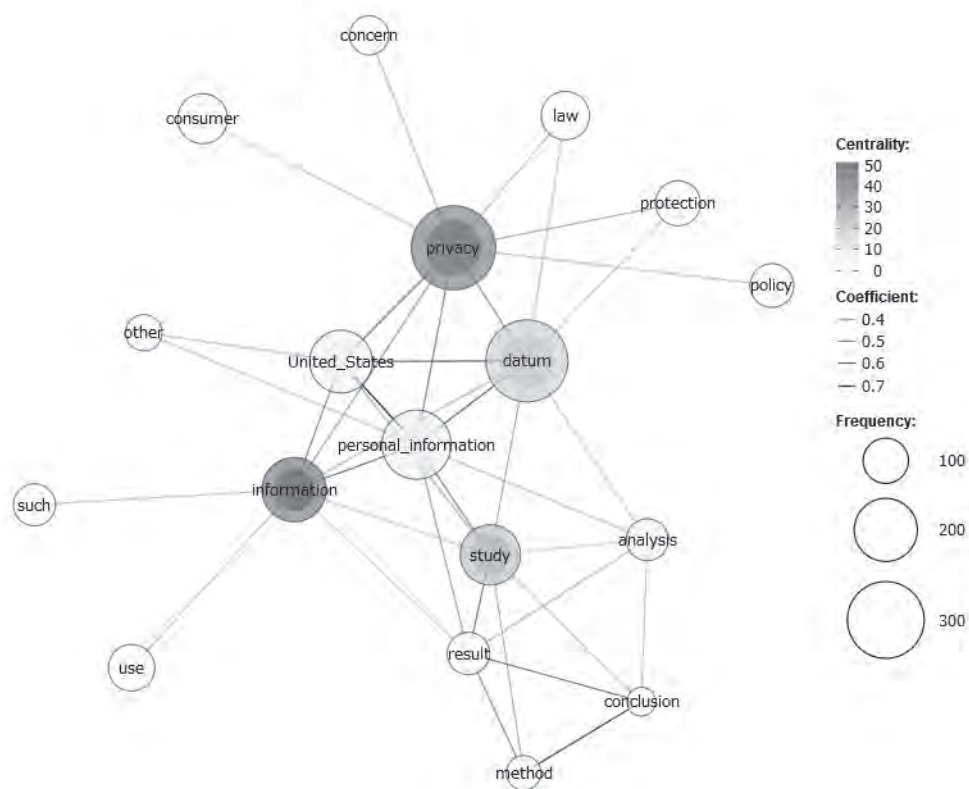 concern
consumer
law
protection
privacy
policy
other
United_States
datum
personal_information
information
such
study
analysis
result
use
conclusion
method
Centrality:
50
40
30
20
10
0
Coefficient:
0.4
0.5
0.6
0.7
Frequency:
100
200
300